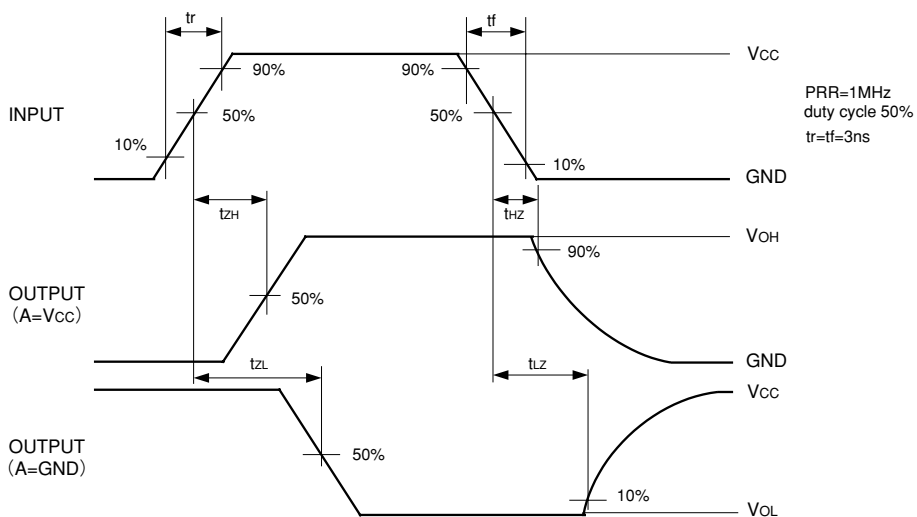 tr
tf
VCC
90%
90%
PRR=1MHz
duty cycle 50%
tr=tf=3ns
INPUT
50%
50%
10%
10%
GND
tZH
tHZ
VOH
90%
OUTPUT
(A=VCC)
50%
GND
tZL
tLZ
VCC
OUTPUT
(A=GND)
50%
10%
VOL